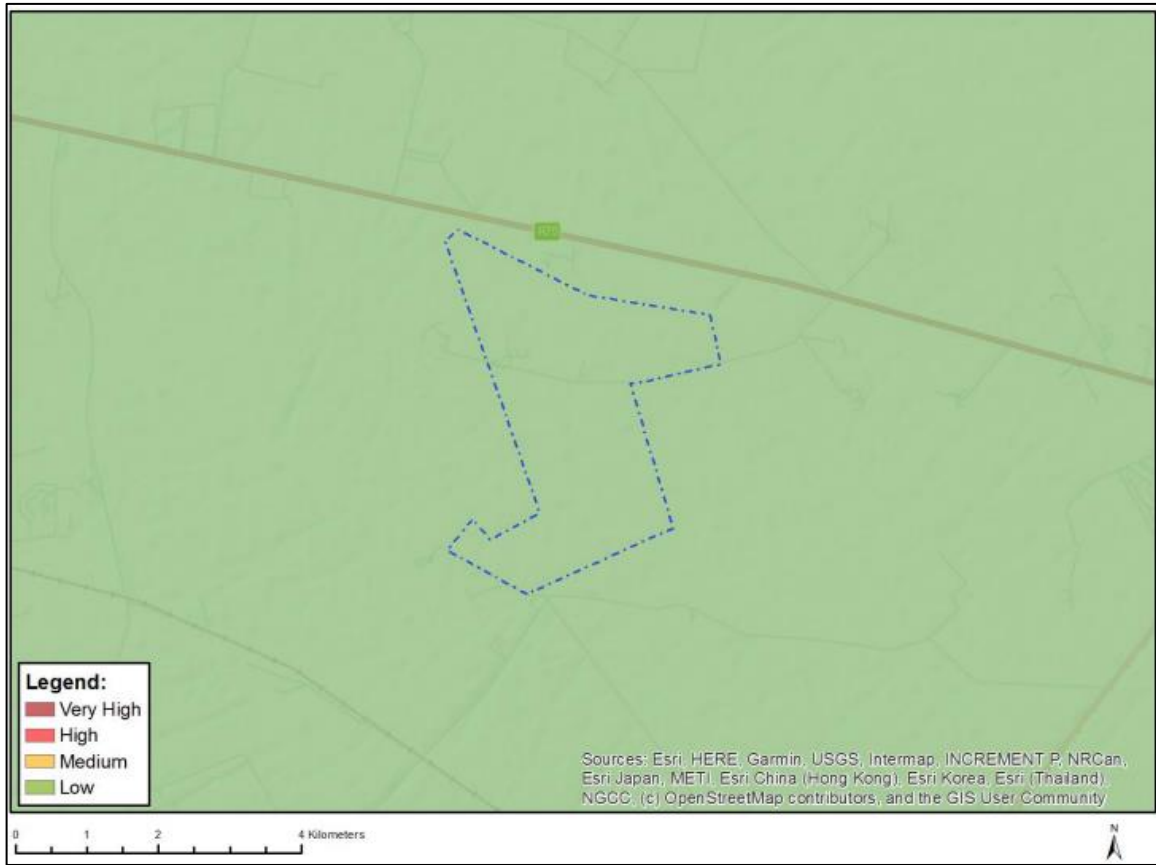 Legend:
Very High
High
Medium
Low
Sources: Esri, HERE, Garmin, USGS, Intermap, INCREMENT P, NRCan,
Esri Japan, METI, Esri China (Hong Kong), Esri Korea, Esri (Thailand),
NGCC, (c) OpenStreetMap contributors, and the GIS User Community
0 1 2 4 Kilometers
N